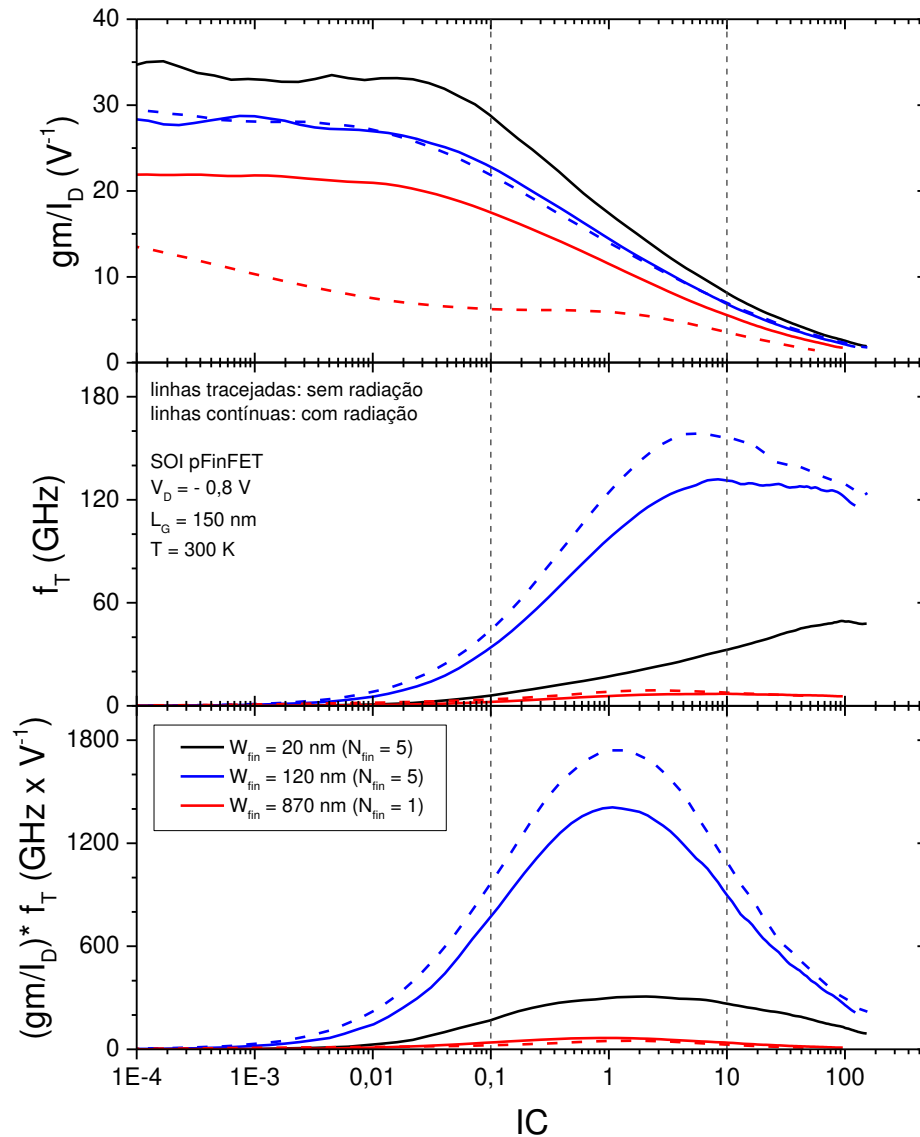 40
30
20
10
0
gm/I_D (V^-1)
linhas tracejadas: sem radiação
linhas contínuas: com radiação
SOI pFinFET
V_D = - 0,8 V
L_G = 150 nm
T = 300 K
180
120
60
0
f_T (GHz)
W_fin = 20 nm (N_fin = 5)
W_fin = 120 nm (N_fin = 5)
W_fin = 870 nm (N_fin = 1)
1800
1200
600
0
(gm/I_D)* f_T (GHz x V^-1)
1E-4 1E-3 0,01 0,1 1 10 100
IC